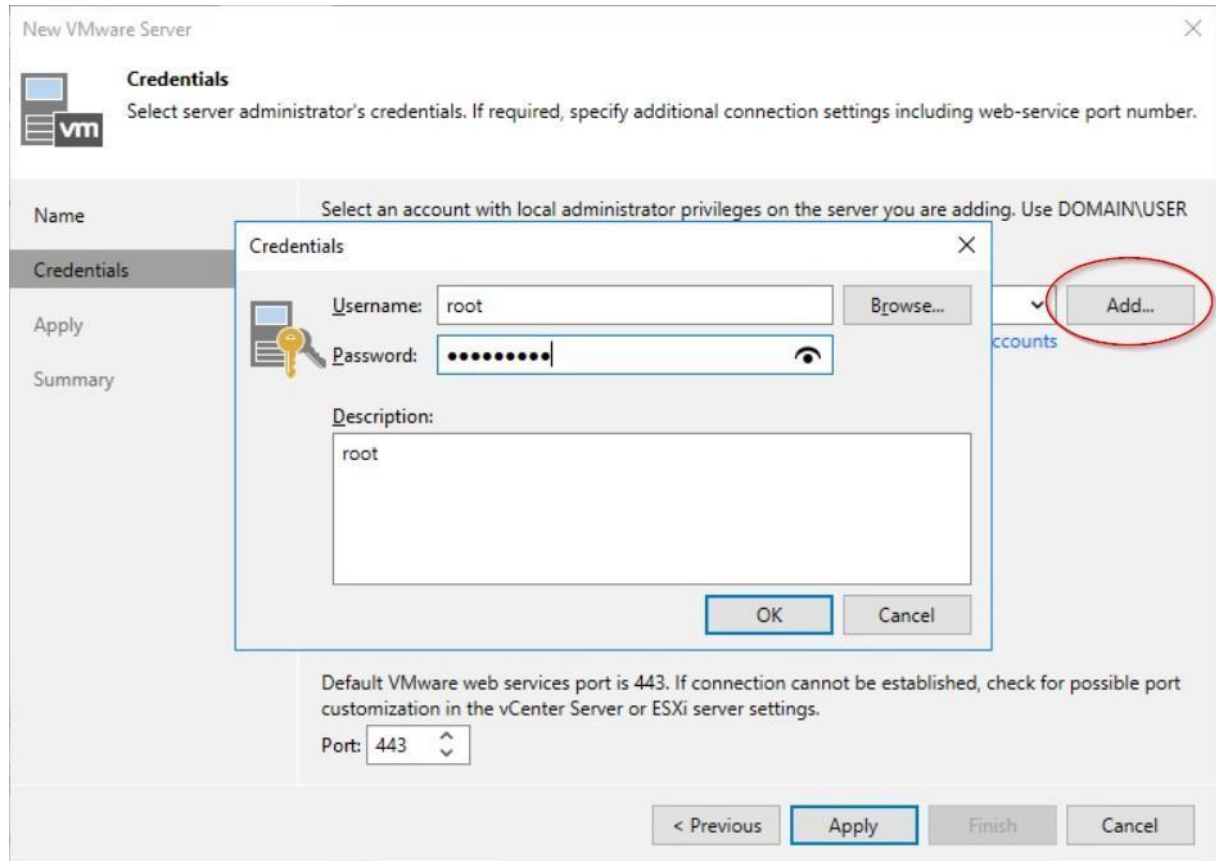 New VMware Server
Credentials
Select server administrator's credentials. If required, specify additional connection settings including web-service port number.
vm
Name
Credentials
Apply
Summary
Select an account with local administrator privileges on the server you are adding. Use DOMAIN\USER
Add...
ccounts
Credentials
Username: root Browse...
Password: •••••••••
Description:
root
OK Cancel
Default VMware web services port is 443. If connection cannot be established, check for possible port
customization in the vCenter Server or ESXi server settings.
Port: 443
< Previous Apply Finish Cancel